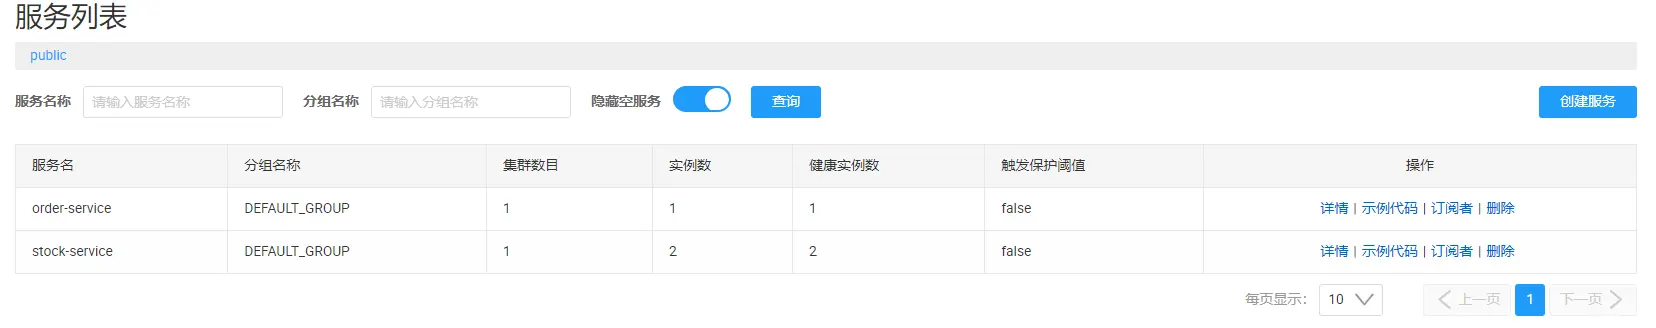 服务列表
public
服务名称 请输入服务名称 分组名称 请输入分组名称 隐藏空服务 查询 创建服务
服务名 分组名称 集群数目 实例数 健康实例数 触发保护阈值 操作
order-service DEFAULT_GROUP 1 1 1 false 详情 | 示例代码 | 订阅者 | 删除
stock-service DEFAULT_GROUP 1 2 2 false 详情 | 示例代码 | 订阅者 | 删除
每页显示: 10 上一页 1 下一页